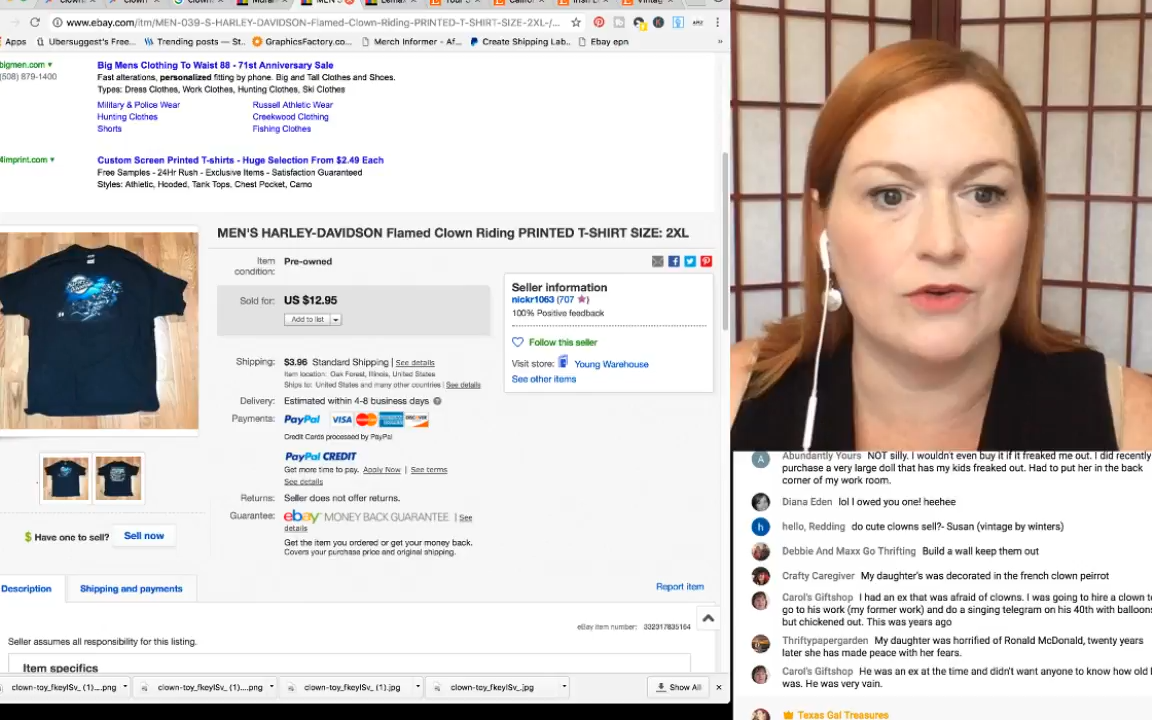 www.ebay.com/itm/MEN-039-S-HARLEY-DAVIDSON-Flamed-Clown-Riding-PRINTED-T-SHIRT-SIZE-2XL-/...
Apps Ubersuggest's Free... Trending posts — St... GraphicsFactory.co... Merch Informer - Af... Create Shipping Lab... Ebay epn »
bigmen.com
(508) 879-1400
Big Mens Clothing To Waist 88 - 71st Anniversary Sale
Fast alterations, personalized fitting by phone. Big and Tall Clothes and Shoes.
Types: Dress Clothes, Work Clothes, Hunting Clothes, Ski Clothes
Military & Police Wear Russell Athletic Wear
Hunting Clothes Creekwood Clothing
Shorts Fishing Clothes
4imprint.com
Custom Screen Printed T-shirts - Huge Selection From $2.49 Each
Free Samples - 24Hr Rush - Exclusive Items - Satisfaction Guaranteed
Styles: Athletic, Hooded, Tank Tops, Chest Pocket, Camo
MEN'S HARLEY-DAVIDSON Flamed Clown Riding PRINTED T-SHIRT SIZE: 2XL
Item condition: Pre-owned
Sold for: US $12.95
Add to list
Shipping: $3.96 Standard Shipping | See details
Item location: Oak Forest, Illinois, United States
Ships to: United States and many other countries | See details
Delivery: Estimated within 4-8 business days
Payments: PayPal VISA DISCOVER
Credit Cards processed by PayPal
PayPal CREDIT
Get more time to pay. Apply Now | See terms
See details
Returns: Seller does not offer returns.
Guarantee: ebay MONEY BACK GUARANTEE | See
details
Get the item you ordered or get your money back.
Covers your purchase price and original shipping.
Seller information
nickr1063 (707 )
100% Positive feedback
Follow this seller
Visit store: Young Warehouse
See other items
$ Have one to sell? Sell now
Description Shipping and payments
Report item
eBay item number: 332317835164
Seller assumes all responsibility for this listing.
Item specifics
clown-toy_fkeyISv_ (1)....png clown-toy_fkeyISv_ (1)....png clown-toy_fkeyISv_ (1).jpg clown-toy_fkeyISv_.jpg Show All
Abundantly Yours NOT silly. I wouldn't even buy it if it freaked me out. I did recently
purchase a very large doll that has my kids freaked out. Had to put her in the back
corner of my work room.
Diana Eden lol I owed you one! heehee
hello, Redding do cute clowns sell?- Susan (vintage by winters)
Debbie And Maxx Go Thrifting Build a wall keep them out
Crafty Caregiver My daughter's was decorated in the french clown peirrot
Carol's Giftshop I had an ex that was afraid of clowns. I was going to hire a clown to
go to his work (my former work) and do a singing telegram on his 40th with balloons
but chickened out. This was years ago
Thriftypapergarden My daughter was horrified of Ronald McDonald, twenty years
later she has made peace with her fears.
Carol's Giftshop He was an ex at the time and didn't want anyone to know how old
was. He was very vain.
Texas Gal Treasures